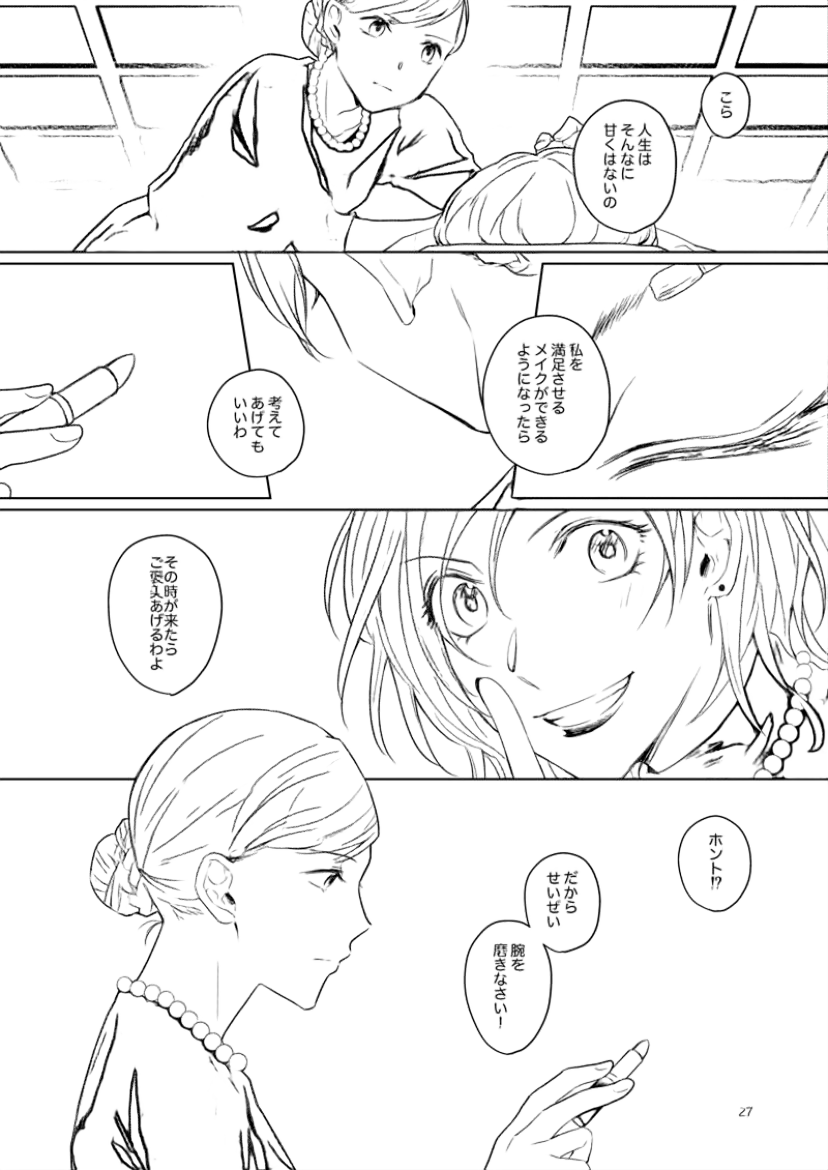 こら
人生は
そんなに
甘くはないの
私を
満足させる
メイクができる
ようになったら
考えて
あげても
いいわ
その時が来たら
ご褒美あげるわよ
ホント!?
だから
せいぜい
腕を
磨きなさい!
27